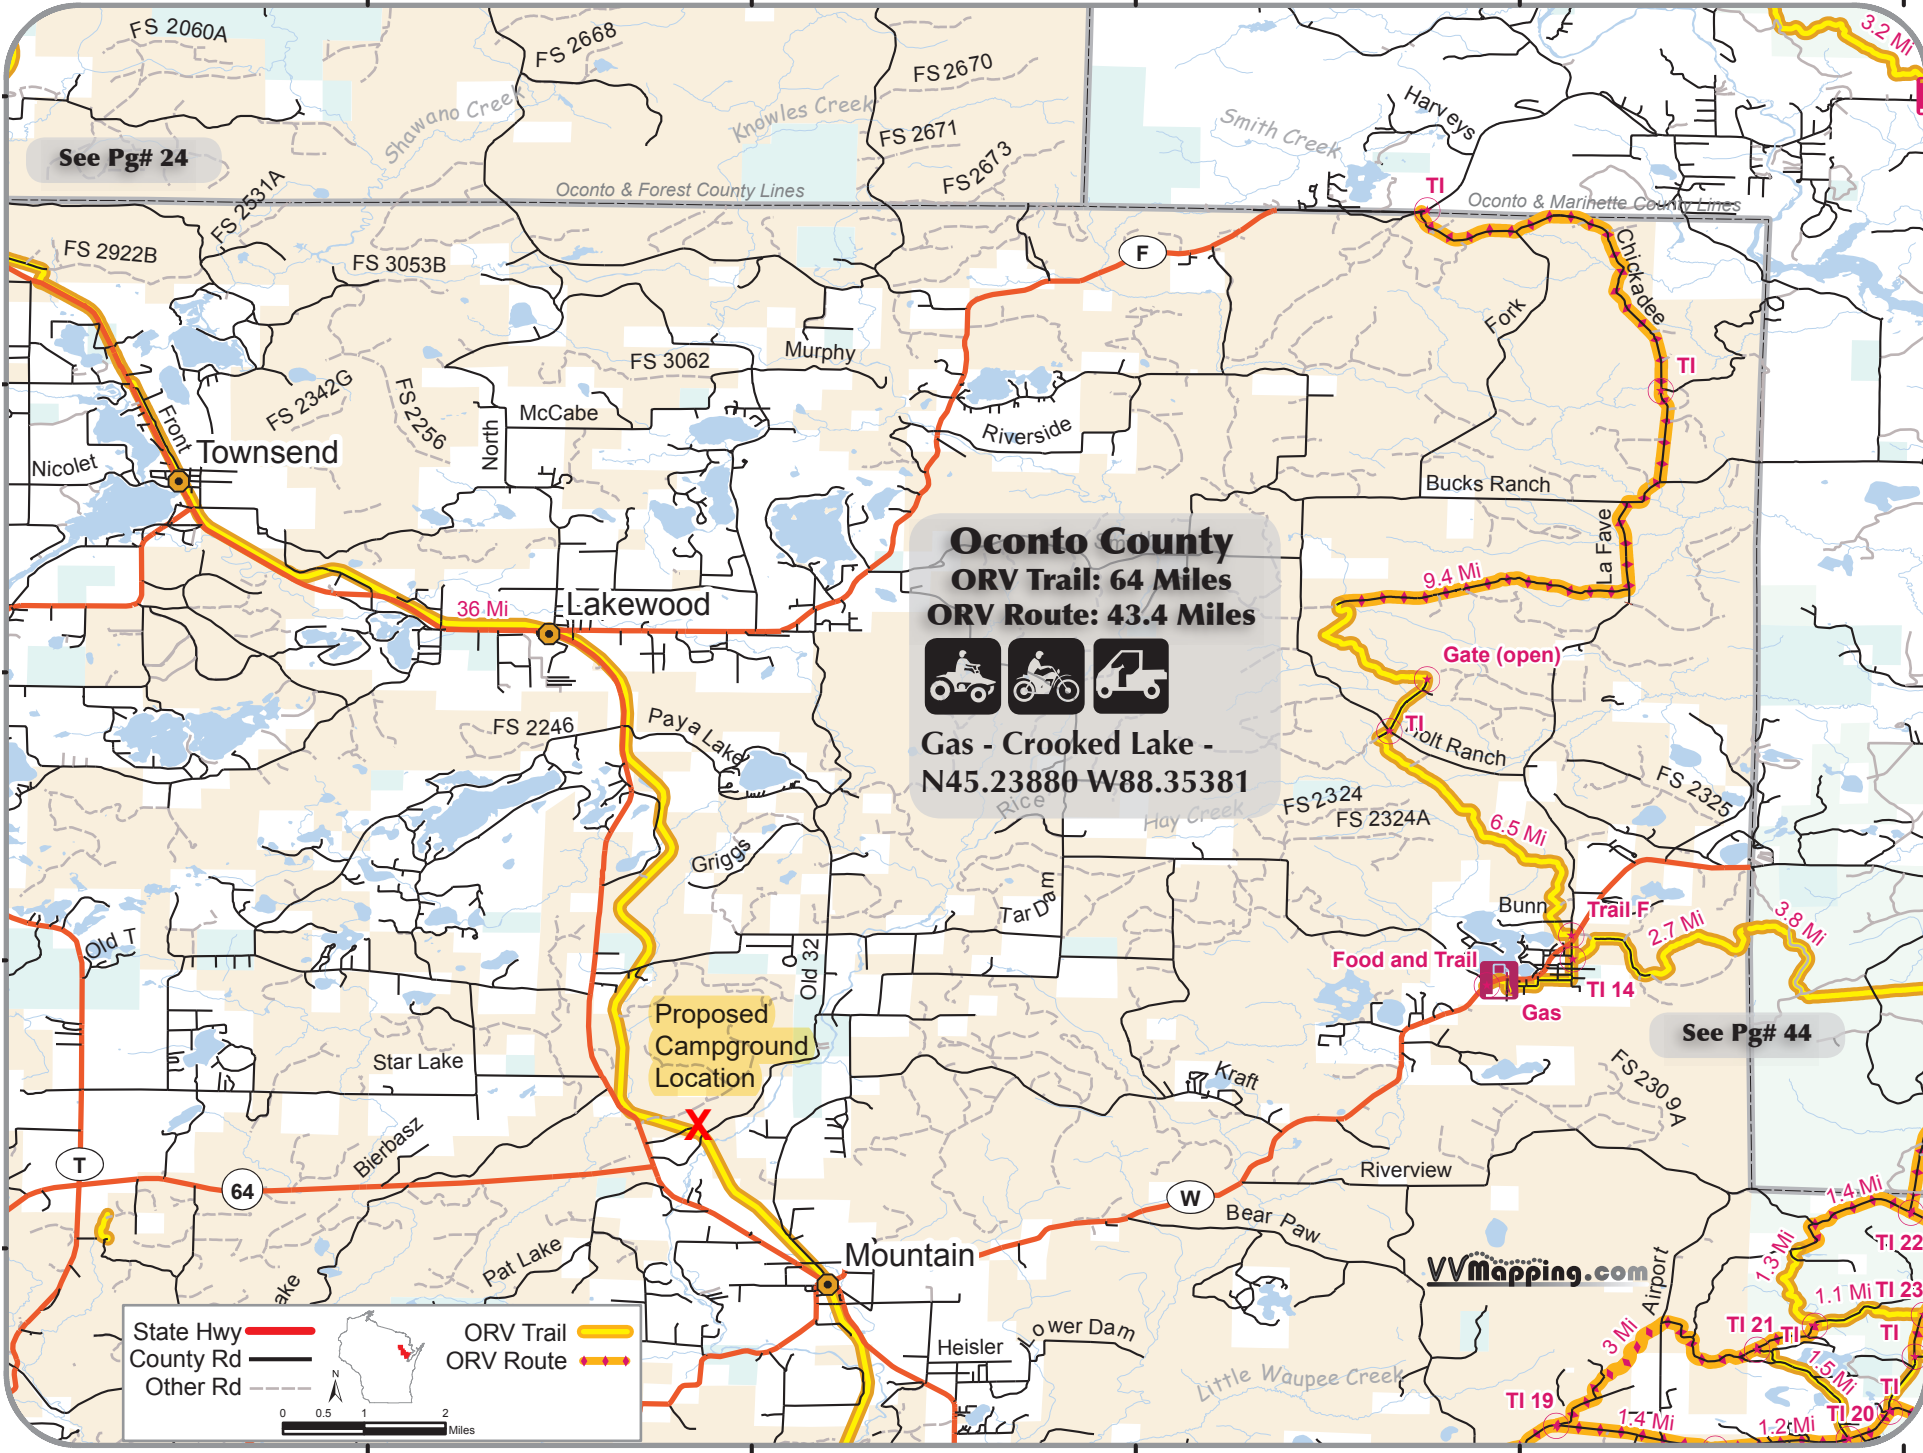 FS 2060A
FS 2668
FS 2670
3.2 Mi
Shawano Creek
Knowles Creek
FS 2671
FS 2673
Smith Creek
Harveys
See Pg# 24
FS 2531A
Oconto & Forest County Lines
TI
Oconto & Marinette County Lines
FS 2922B
FS 3053B
F
Chickadee
Fork
FS 3062
Murphy
TI
FS 2342G
FS 2256
McCabe
North
Front
Townsend
Nicolet
Riverside
Bucks Ranch
La Fave
Oconto County
ORV Trail: 64 Miles
ORV Route: 43.4 Miles
Gas - Crooked Lake -
N45.23880 W88.35381
9.4 Mi
36 Mi
Lakewood
Gate (open)
TI
Holt Ranch
FS 2246
Paya Lake
FS 2325
Rice
Hay Creek
FS 2324
FS 2324A
6.5 Mi
Griggs
Tar Dam
Bunn
Trail F
2.7 Mi
3.8 Mi
Old T
Old 32
Food and Trail
TI 14
Gas
Proposed
Campground
Location
See Pg# 44
Star Lake
Kraft
FS 2309A
X
Bierbasz
T
64
Riverview
W
Bear Paw
1.4 Mi
TI 22
Pat Lake
Mountain
VVMapping.com
Airport
1.3 Mi
1.1 Mi
TI 23
ake
State Hwy
County Rd
Other Rd
N
ORV Trail
ORV Route
0 0.5 1 2
Miles
Heisler
Lower Dam
Little Waupee Creek
3 Mi
TI 21
TI
TI
1.5 Mi
TI
TI 19
1.4 Mi
1.2 Mi
TI 20